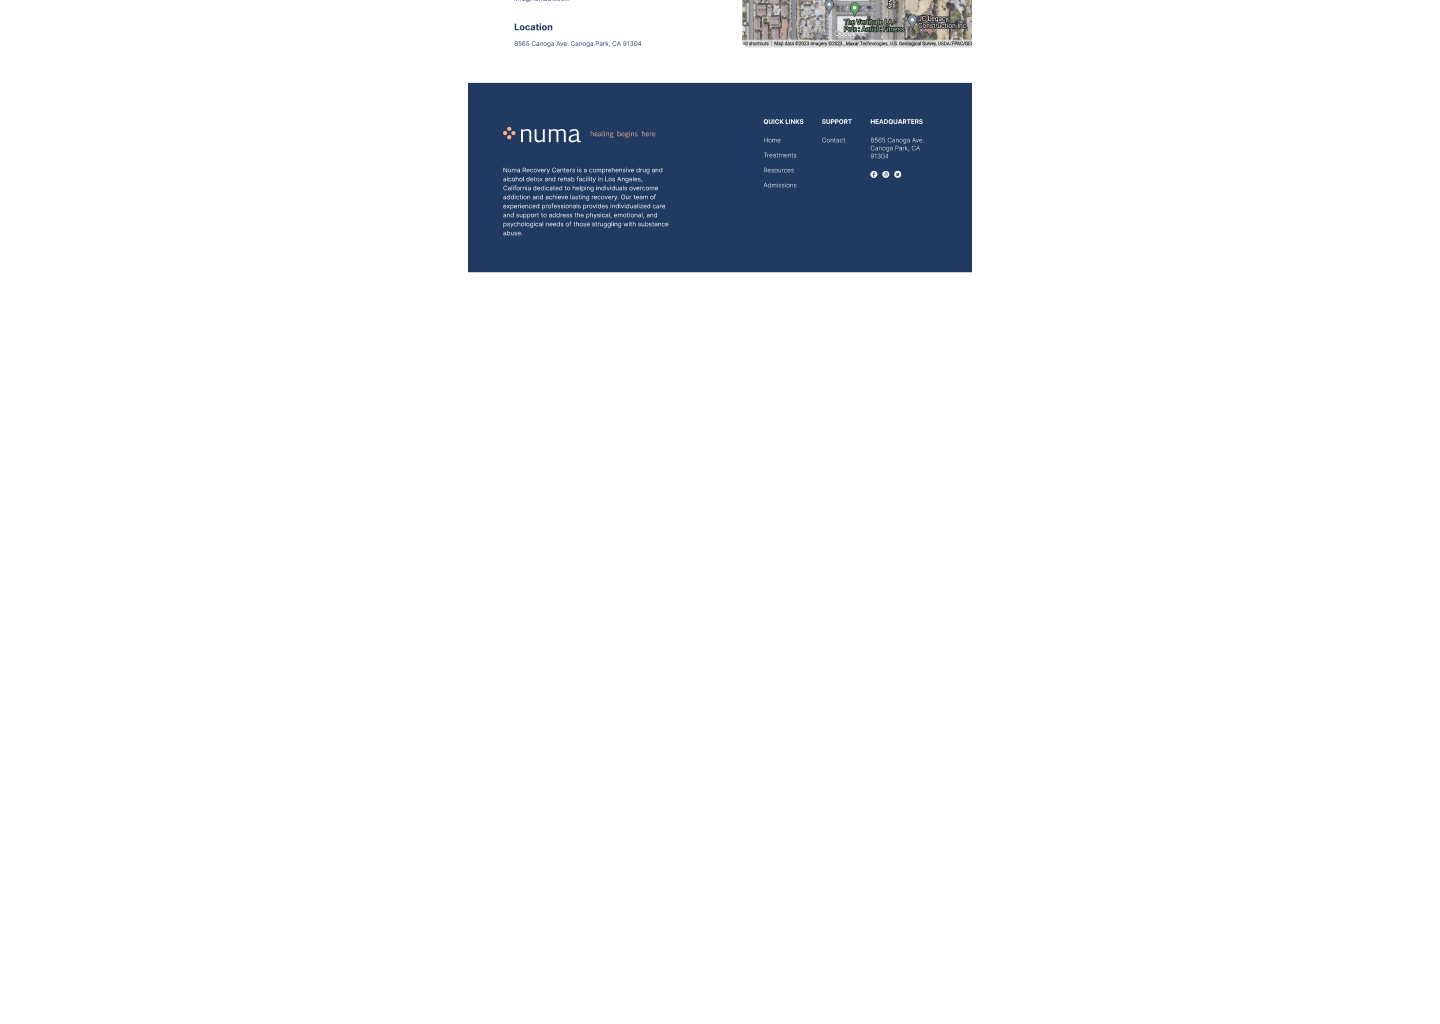 Location
8565 Canoga Ave. Canoga Park, CA 91304
The Vertitude LA
Pole : Aerial : Fitness
JC Legacy
Construction Inc
Map data ©2023 Imagery ©2023 , Maxar Technologies, U.S. Geological Survey, USDA/FPAC/GE
numa healing begins here
Numa Recovery Centers is a comprehensive drug and
alcohol detox and rehab facility in Los Angeles,
California dedicated to helping individuals overcome
addiction and achieve lasting recovery. Our team of
experienced professionals provides individualized care
and support to address the physical, emotional, and
psychological needs of those struggling with substance
abuse.
QUICK LINKS
Home
Treatments
Resources
Admissions
SUPPORT
Contact
HEADQUARTERS
8565 Canoga Ave.
Canoga Park, CA
91304